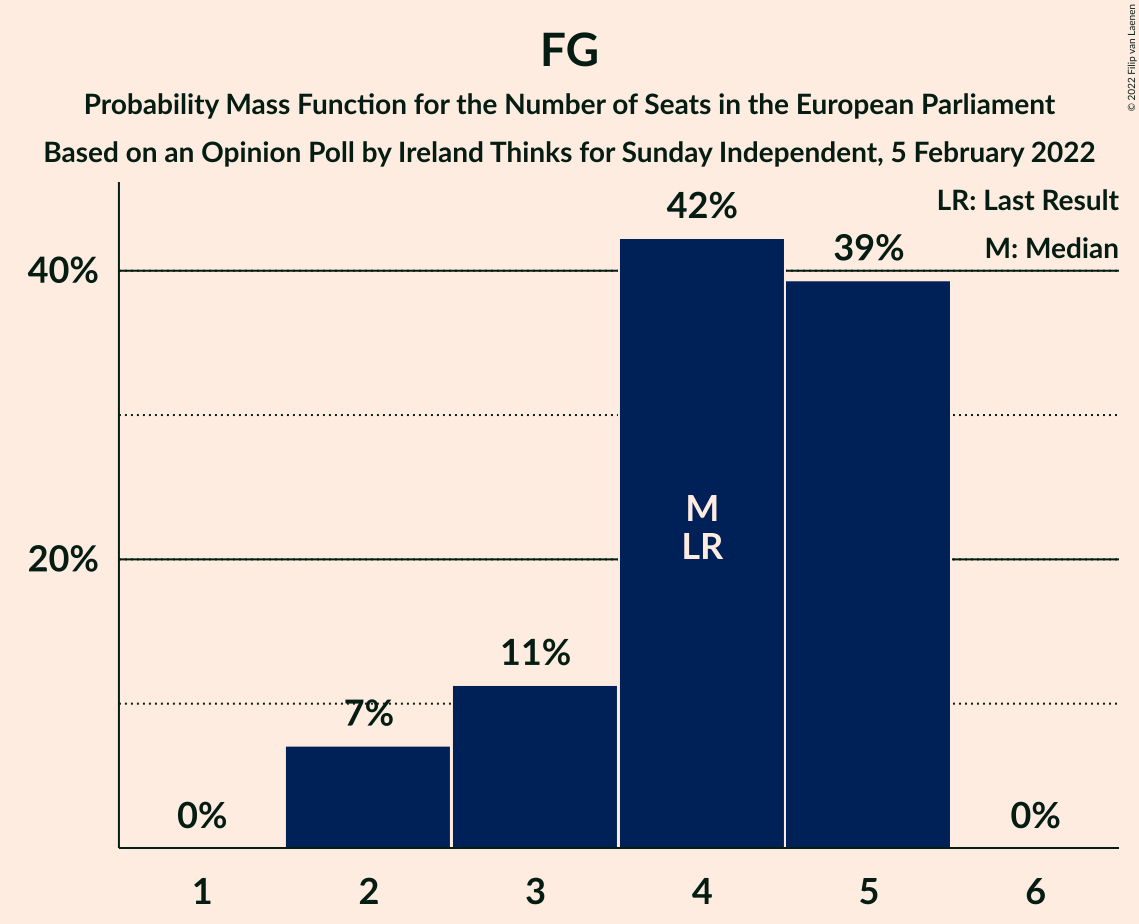 FG
Probability Mass Function for the Number of Seats in the European Parliament
Based on an Opinion Poll by Ireland Thinks for Sunday Independent, 5 February 2022
© 2022 Filip van Laenen
LR: Last Result
M: Median
42%
39%
40%
M
LR
20%
11%
7%
0%
0%
1
2
3
4
5
6